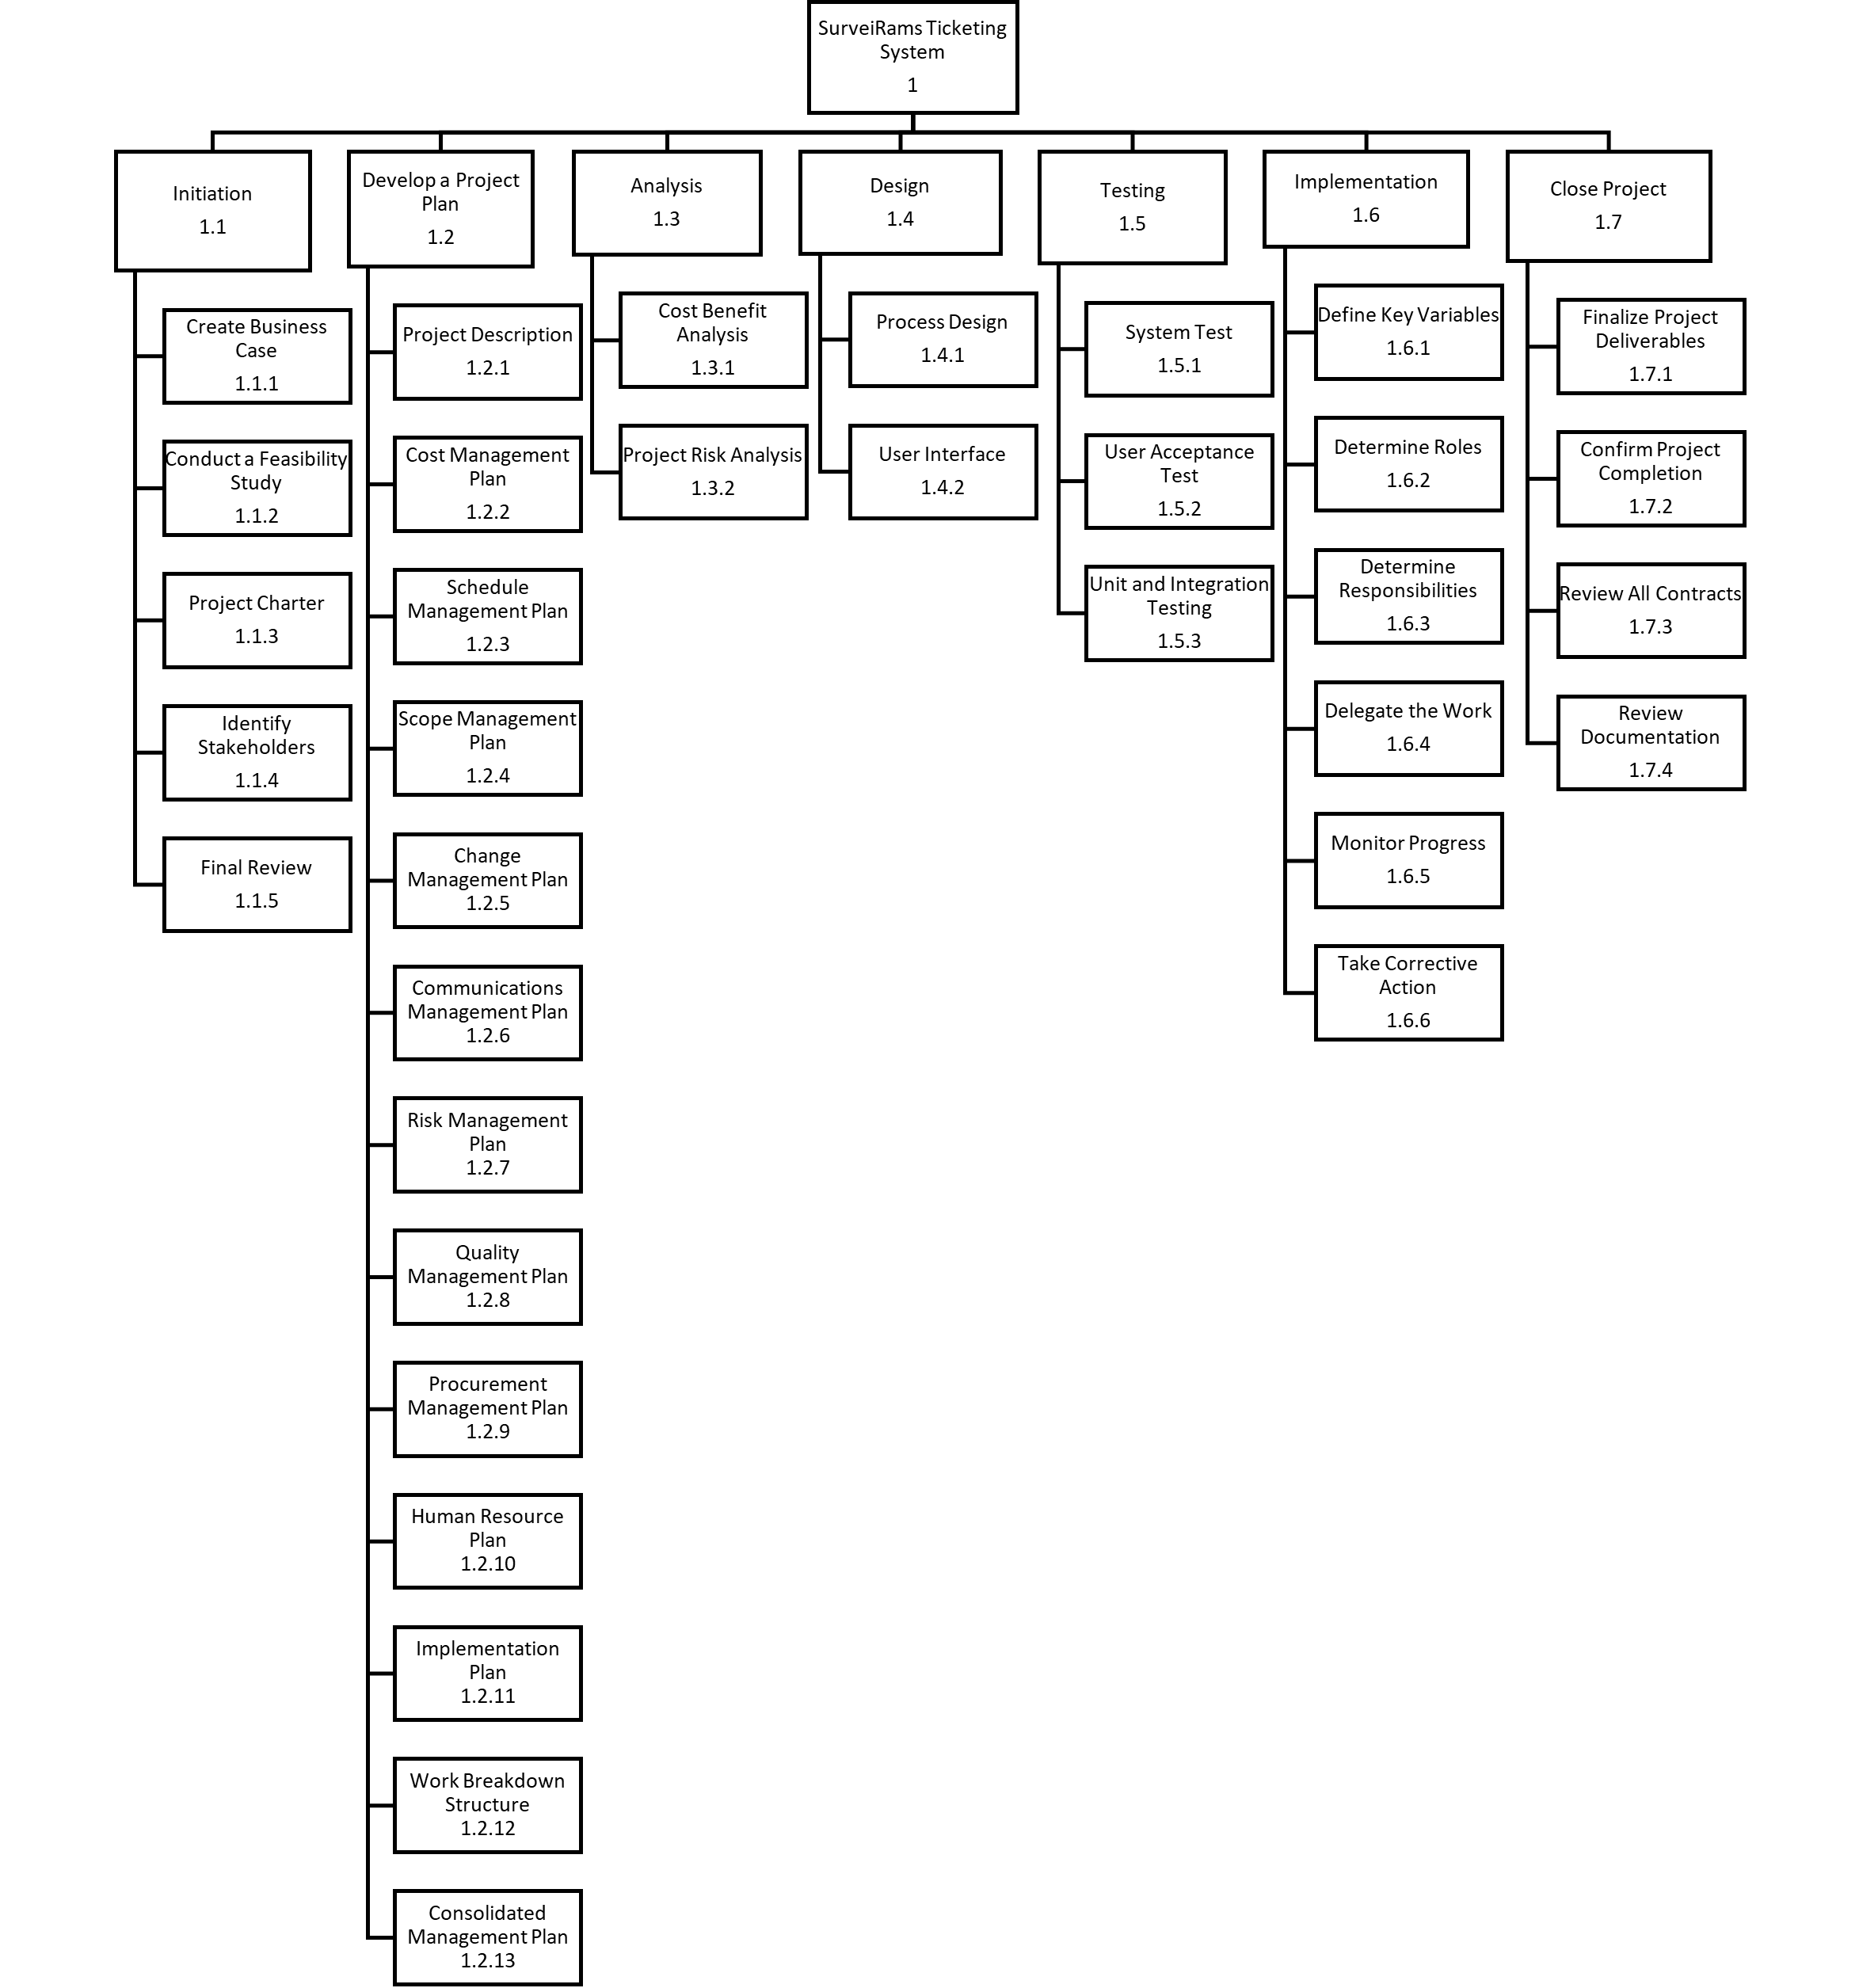 SurveiRams Ticketing
System
1
Initiation
1.1
Create Business
Case
1.1.1
Conduct a Feasibility
Study
1.1.2
Project Charter
1.1.3
Identify
Stakeholders
1.1.4
Final Review
1.1.5
Develop a Project
Plan
1.2
Project Description
1.2.1
Cost Management
Plan
1.2.2
Schedule
Management Plan
1.2.3
Scope Management
Plan
1.2.4
Change
Management Plan
1.2.5
Communications
Management Plan
1.2.6
Risk Management
Plan
1.2.7
Quality
Management Plan
1.2.8
Procurement
Management Plan
1.2.9
Human Resource
Plan
1.2.10
Implementation
Plan
1.2.11
Work Breakdown
Structure
1.2.12
Consolidated
Management Plan
1.2.13
Analysis
1.3
Cost Benefit
Analysis
1.3.1
Project Risk Analysis
1.3.2
Design
1.4
Process Design
1.4.1
User Interface
1.4.2
Testing
1.5
System Test
1.5.1
User Acceptance
Test
1.5.2
Unit and Integration
Testing
1.5.3
Implementation
1.6
Define Key Variables
1.6.1
Determine Roles
1.6.2
Determine
Responsibilities
1.6.3
Delegate the Work
1.6.4
Monitor Progress
1.6.5
Take Corrective
Action
1.6.6
Close Project
1.7
Finalize Project
Deliverables
1.7.1
Confirm Project
Completion
1.7.2
Review All Contracts
1.7.3
Review
Documentation
1.7.4